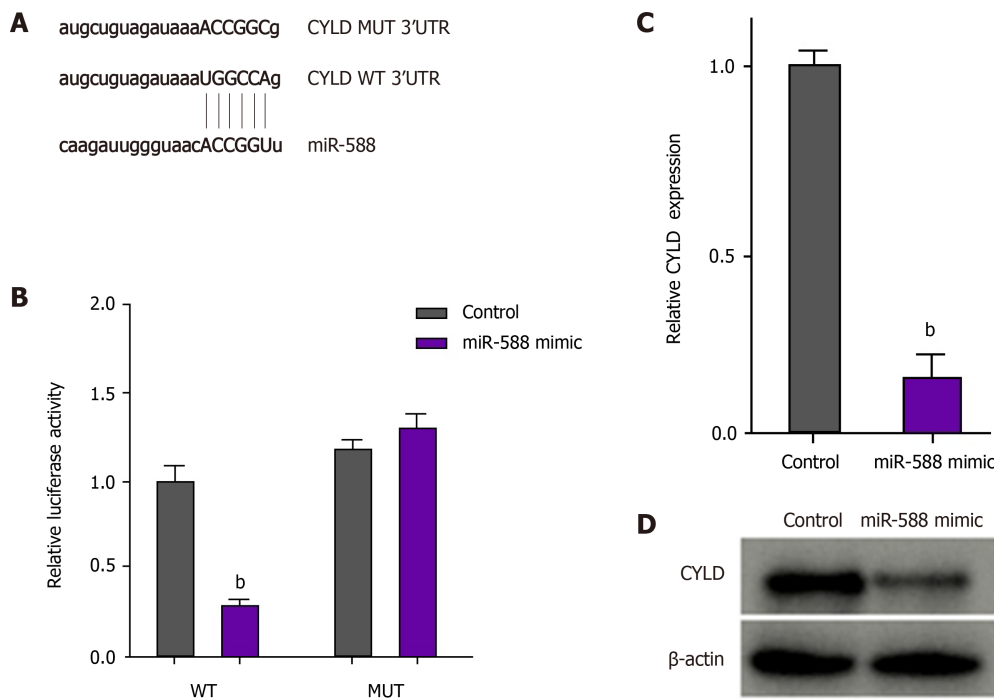 A
augcuguagauaaaACCGGCg CYLD MUT 3’UTR
augcuguagauaaaUGGCCAg CYLD WT 3’UTR
caagauuggguaacACCGGUu miR-588
B
Relative luciferase activity
2.0
1.5
1.0
0.5
0.0
Control
miR-588 mimic
b
WT
MUT
C
Relative CYLD expression
1.0
0.5
0.0
b
Control
miR-588 mimic
D
Control miR-588 mimic
CYLD
β-actin